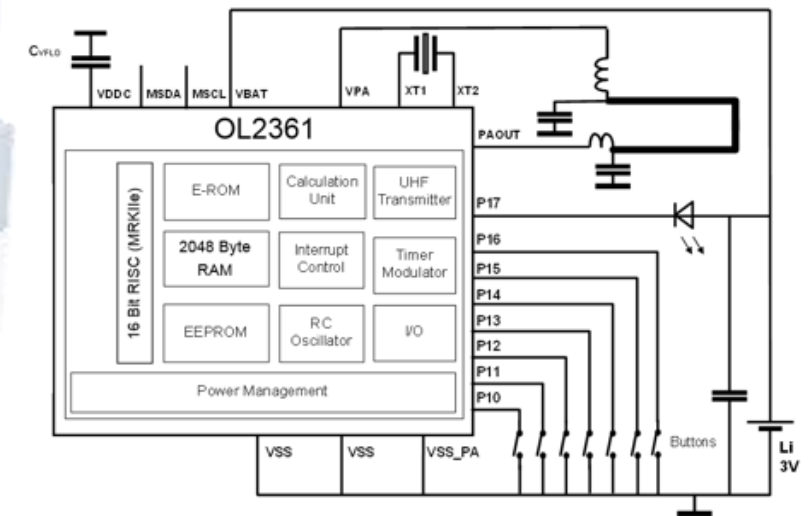 CVFLO
VDDC
MSDA
MSCL
VBAT
VPA
XT1
XT2
OL2361
PAOUT
16 Bit RISC (MRKIIe)
E-ROM
Calculation
Unit
UHF
Transmitter
2048 Byte
RAM
Interrupt
Control
Timer
Modulator
EEPROM
RC
Oscillator
I/O
Power Management
P17
P16
P15
P14
P13
P12
P11
P10
VSS
VSS
VSS_PA
Buttons
Li
3V